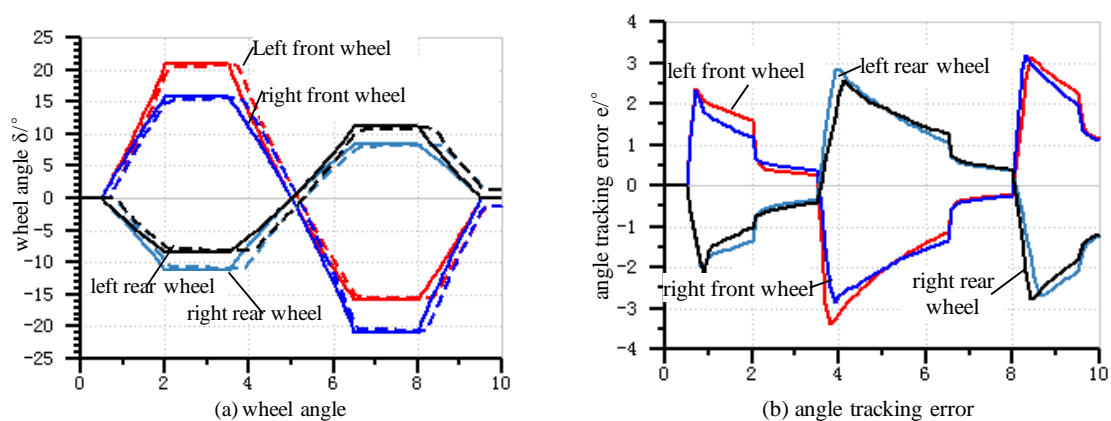 25
20
15
10
5
0
-5
-10
-15
-20
-25
wheel angle δ/°
Left front wheel
right front wheel
left rear wheel
right rear wheel
0
2
4
6
8
10
(a) wheel angle
4
3
2
1
0
-1
-2
-3
-4
angle tracking error e/°
left front wheel
left rear wheel
right front wheel
right rear
wheel
0
2
4
6
8
10
(b) angle tracking error